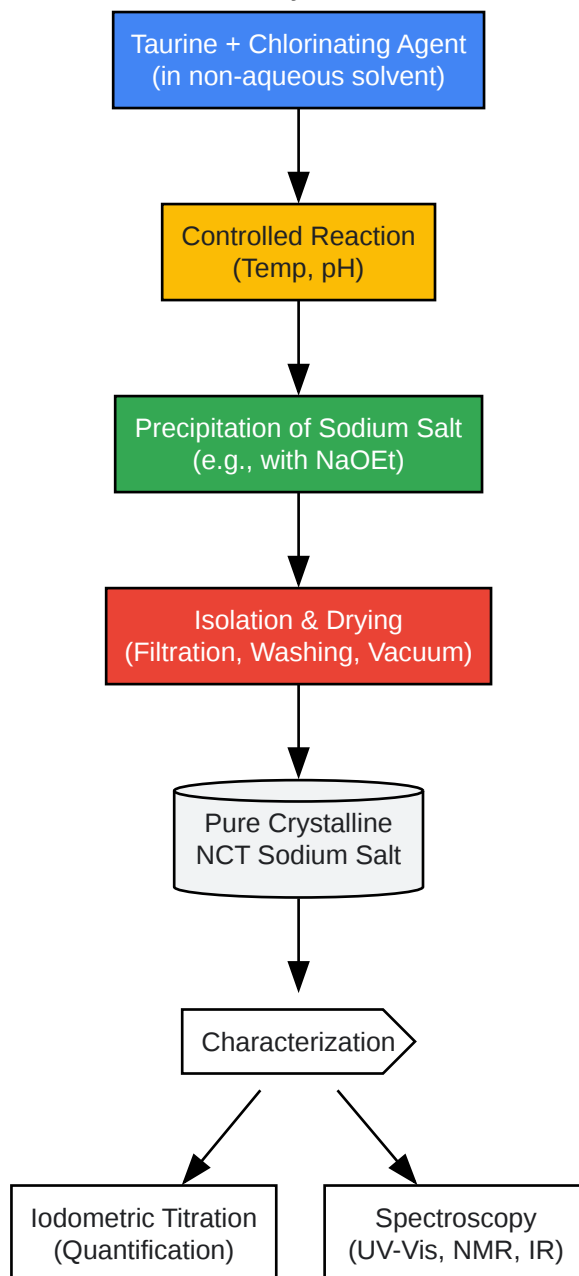 Taurine + Chlorinating Agent
(in non-aqueous solvent)
Controlled Reaction
(Temp, pH)
Precipitation of Sodium Salt
(e.g., with NaOEt)
Isolation & Drying
(Filtration, Washing, Vacuum)
Pure Crystalline
NCT Sodium Salt
Characterization
Iodometric Titration
(Quantification)
Spectroscopy
(UV-Vis, NMR, IR)